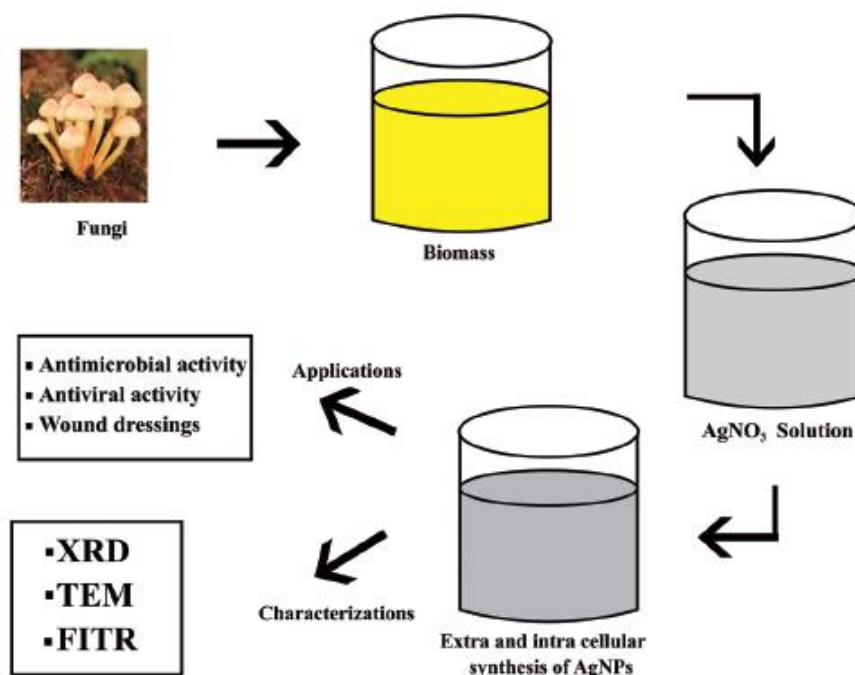 Fungi
Biomass
AgNO₃ Solution
Extra and intra cellular
synthesis of AgNPs
Applications
▪ Antimicrobial activity
▪ Antiviral activity
▪ Wound dressings
Characterizations
▪XRD
▪TEM
▪FITR